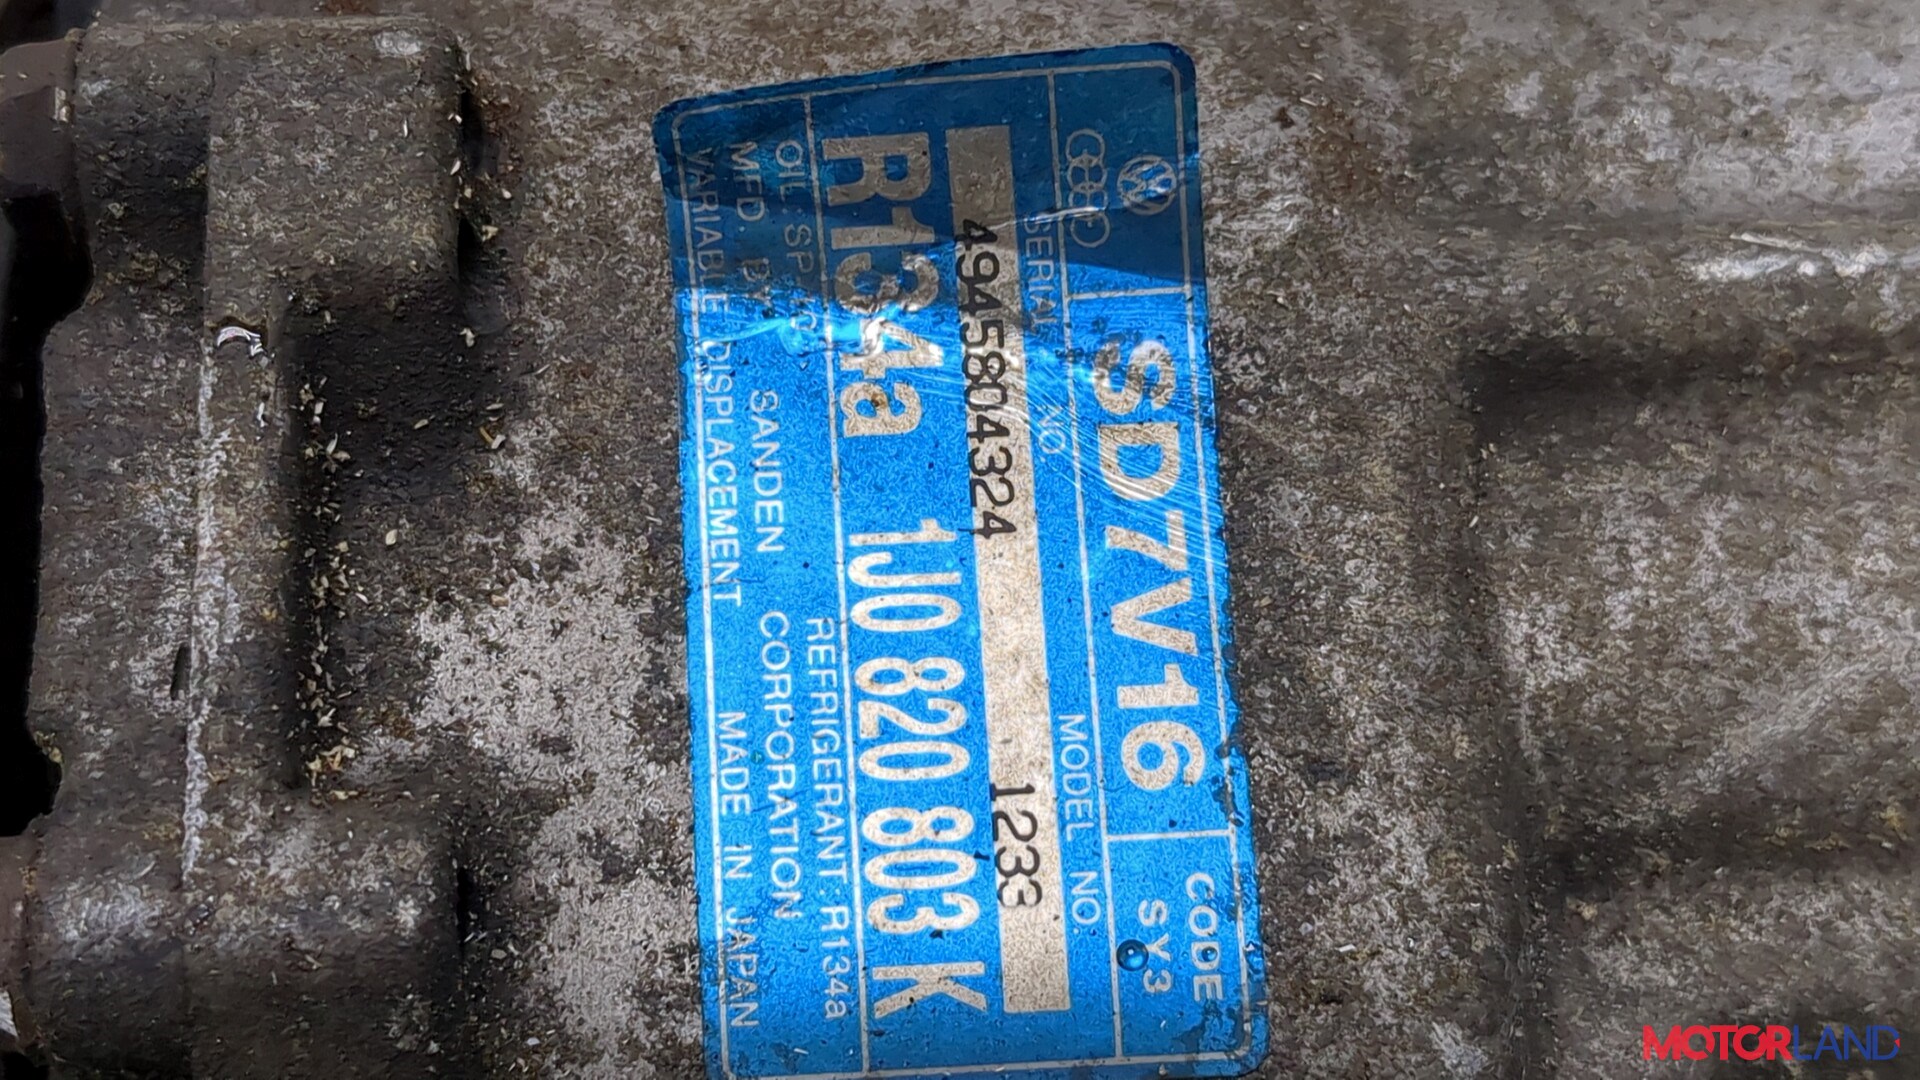 SD7V16
CODE
SY3
SERIAL NO.
MODEL NO.
4945804324
1233
R134a 1J0 820 803 K
REFRIGERANT: R134a
OIL: SP
MFD. BY SANDEN CORPORATION
VARIABLE DISPLACEMENT MADE IN JAPAN
MOTORLAND